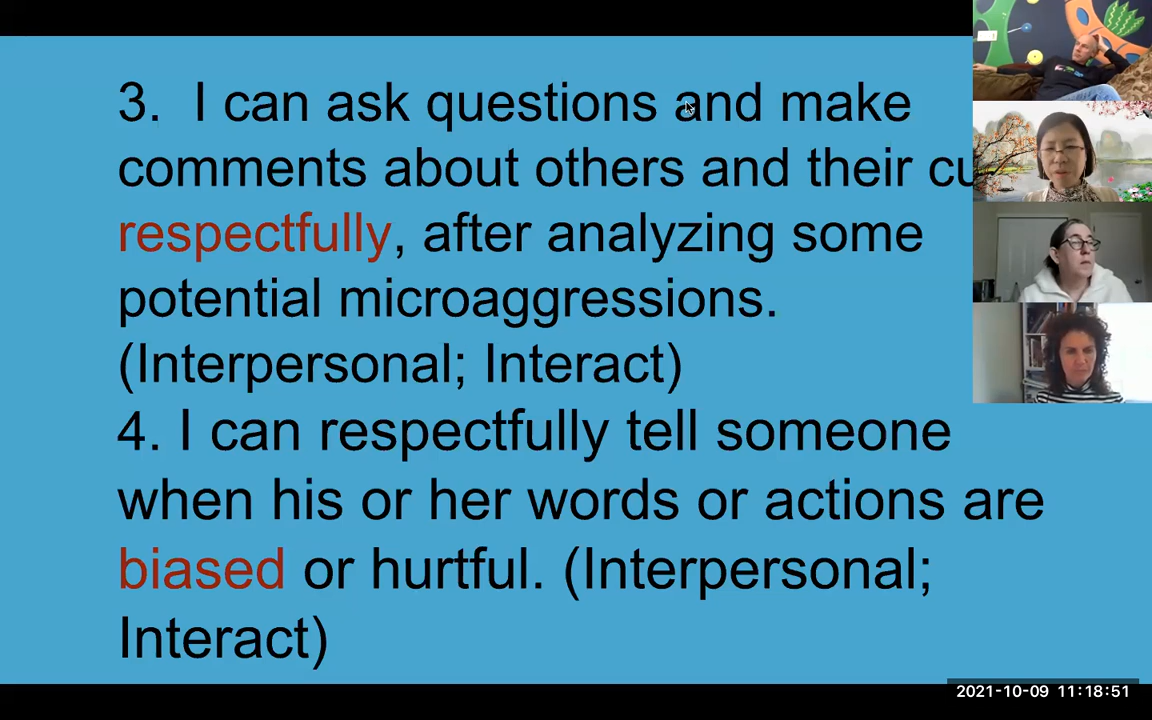 3. I can ask questions and make
comments about others and their cu
respectfully, after analyzing some
potential microaggressions.
(Interpersonal; Interact)
4. I can respectfully tell someone
when his or her words or actions are
biased or hurtful. (Interpersonal;
Interact)
2021-10-09 11:18:51